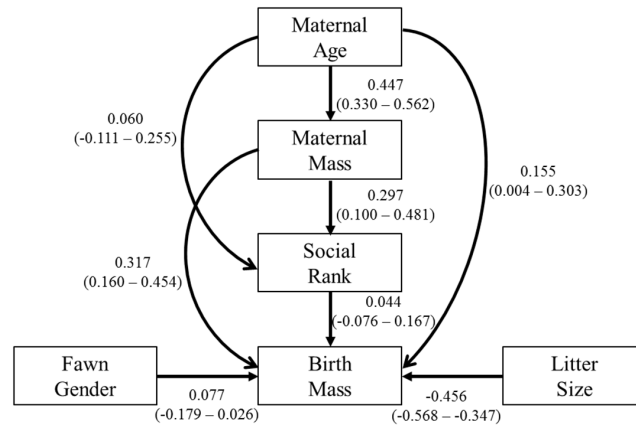 Maternal
Age
0.447
(0.330 – 0.562)
0.060
(-0.111 – 0.255)
Maternal
Mass
0.155
(0.004 – 0.303)
0.297
(0.100 – 0.481)
Social
Rank
0.317
(0.160 – 0.454)
0.044
(-0.076 – 0.167)
Fawn
Gender
Birth
Mass
Litter
Size
0.077
(-0.179 – 0.026)
-0.456
(-0.568 – -0.347)